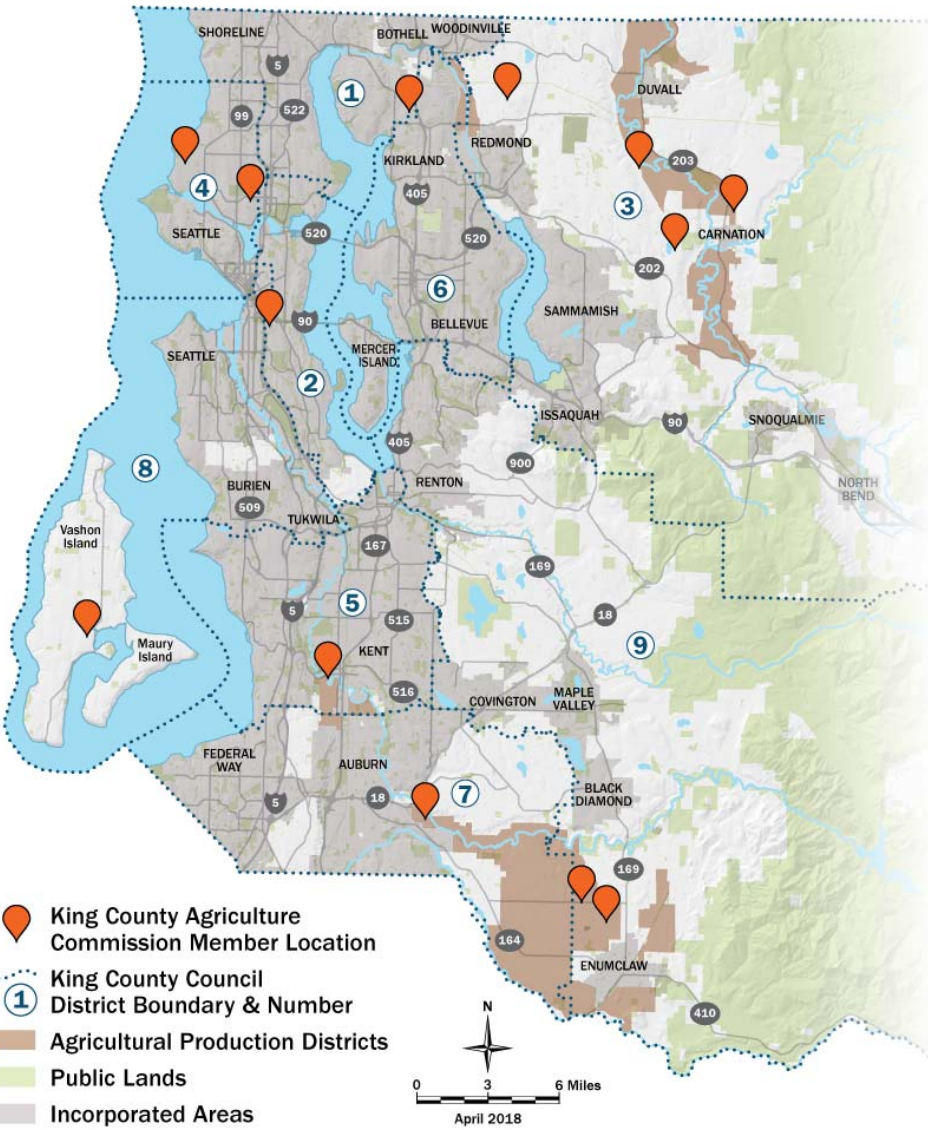 SHORELINE
BOTHELL
WOODINVILLE
5
1
99
522
DUVALL
REDMOND
KIRKLAND
203
4
405
3
SEATTLE
520
520
CARNATION
202
6
SAMMAMISH
90
BELLEVUE
SEATTLE
MERCER
ISLAND
2
ISSAQUAH
90
SNOQUALMIE
405
8
900
RENTON
NORTH
BEND
BURIEN
509
TUKWILA
Vashon
Island
167
169
5
5
515
18
Maury
Island
KENT
9
516
COVINGTON
MAPLE
VALLEY
FEDERAL
WAY
AUBURN
18
7
BLACK
DIAMOND
5
169
164
ENUMCLAW
410
King County Agriculture
Commission Member Location
King County Council
1
District Boundary & Number
Agricultural Production Districts
Public Lands
Incorporated Areas
N
0 3 6 Miles
April 2018